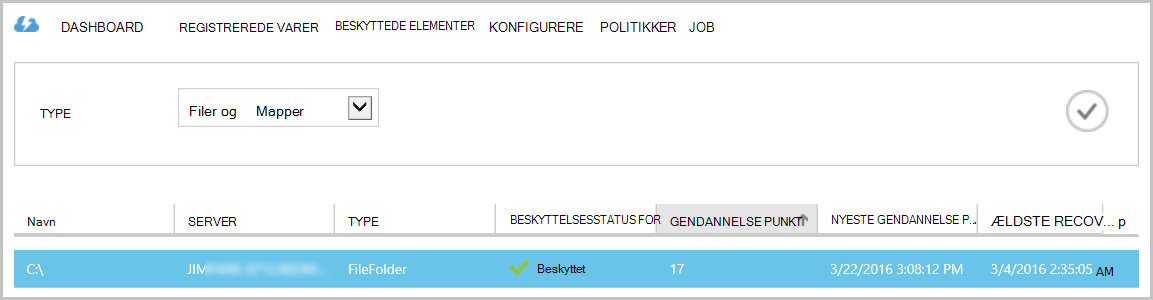 DASHBOARD REGISTREREDE VARER BESKYTTEDE ELEMENTER KONFIGURERE POLITIKKER JOB
TYPE Filer og Mapper
Navn SERVER TYPE BESKYTTELSESSTATUS FOR GENDANNELSE PUNKT NYESTE GENDANNELSE P... ÆLDSTE RECOV... p
C:\ JIM FileFolder Beskyttet 17 3/22/2016 3:08:12 PM 3/4/2016 2:35:05 AM